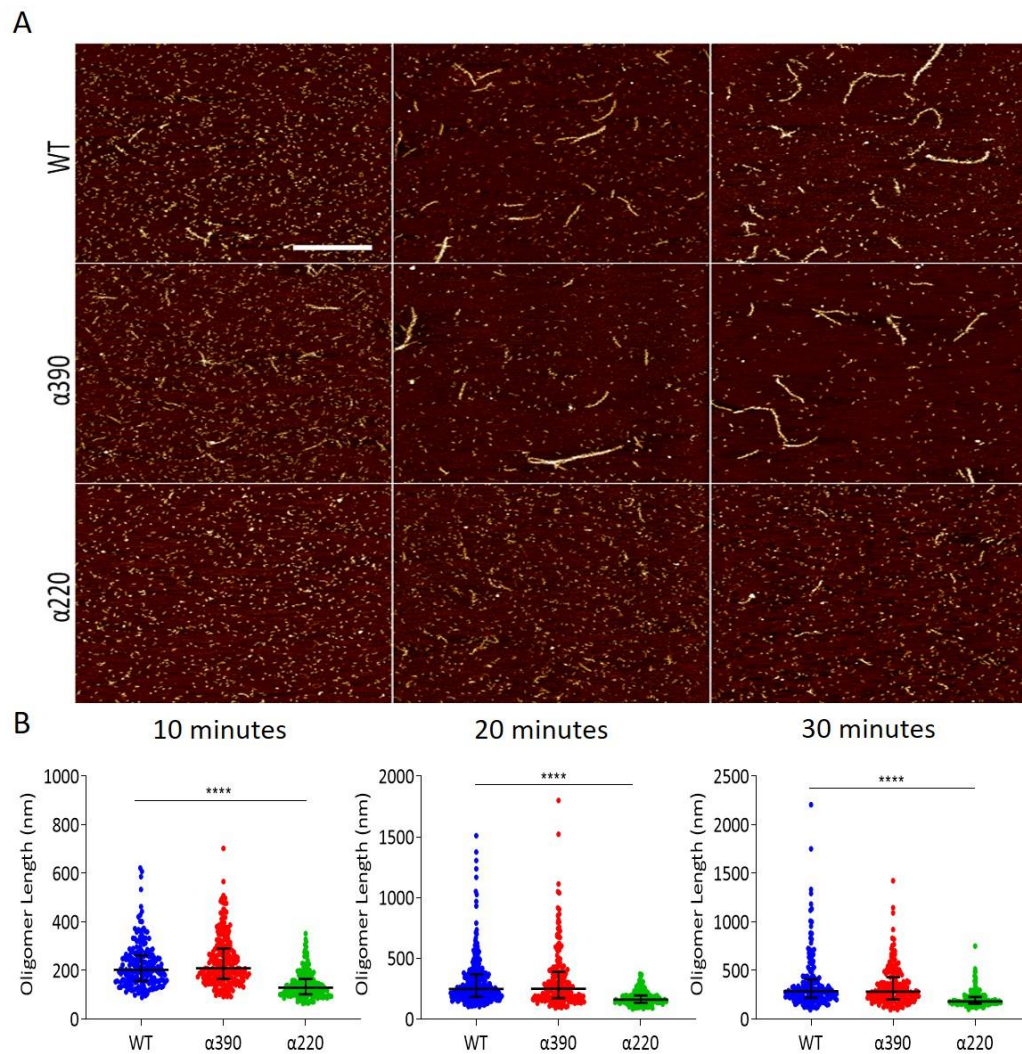 A
WT
α390
α220
B
10 minutes
20 minutes
30 minutes
Oligomer Length (nm)
1000
800
600
400
200
0
****
WT
α390
α220
Oligomer Length (nm)
2000
1500
1000
500
0
****
WT
α390
α220
Oligomer Length (nm)
2500
2000
1500
1000
500
0
****
WT
α390
α220